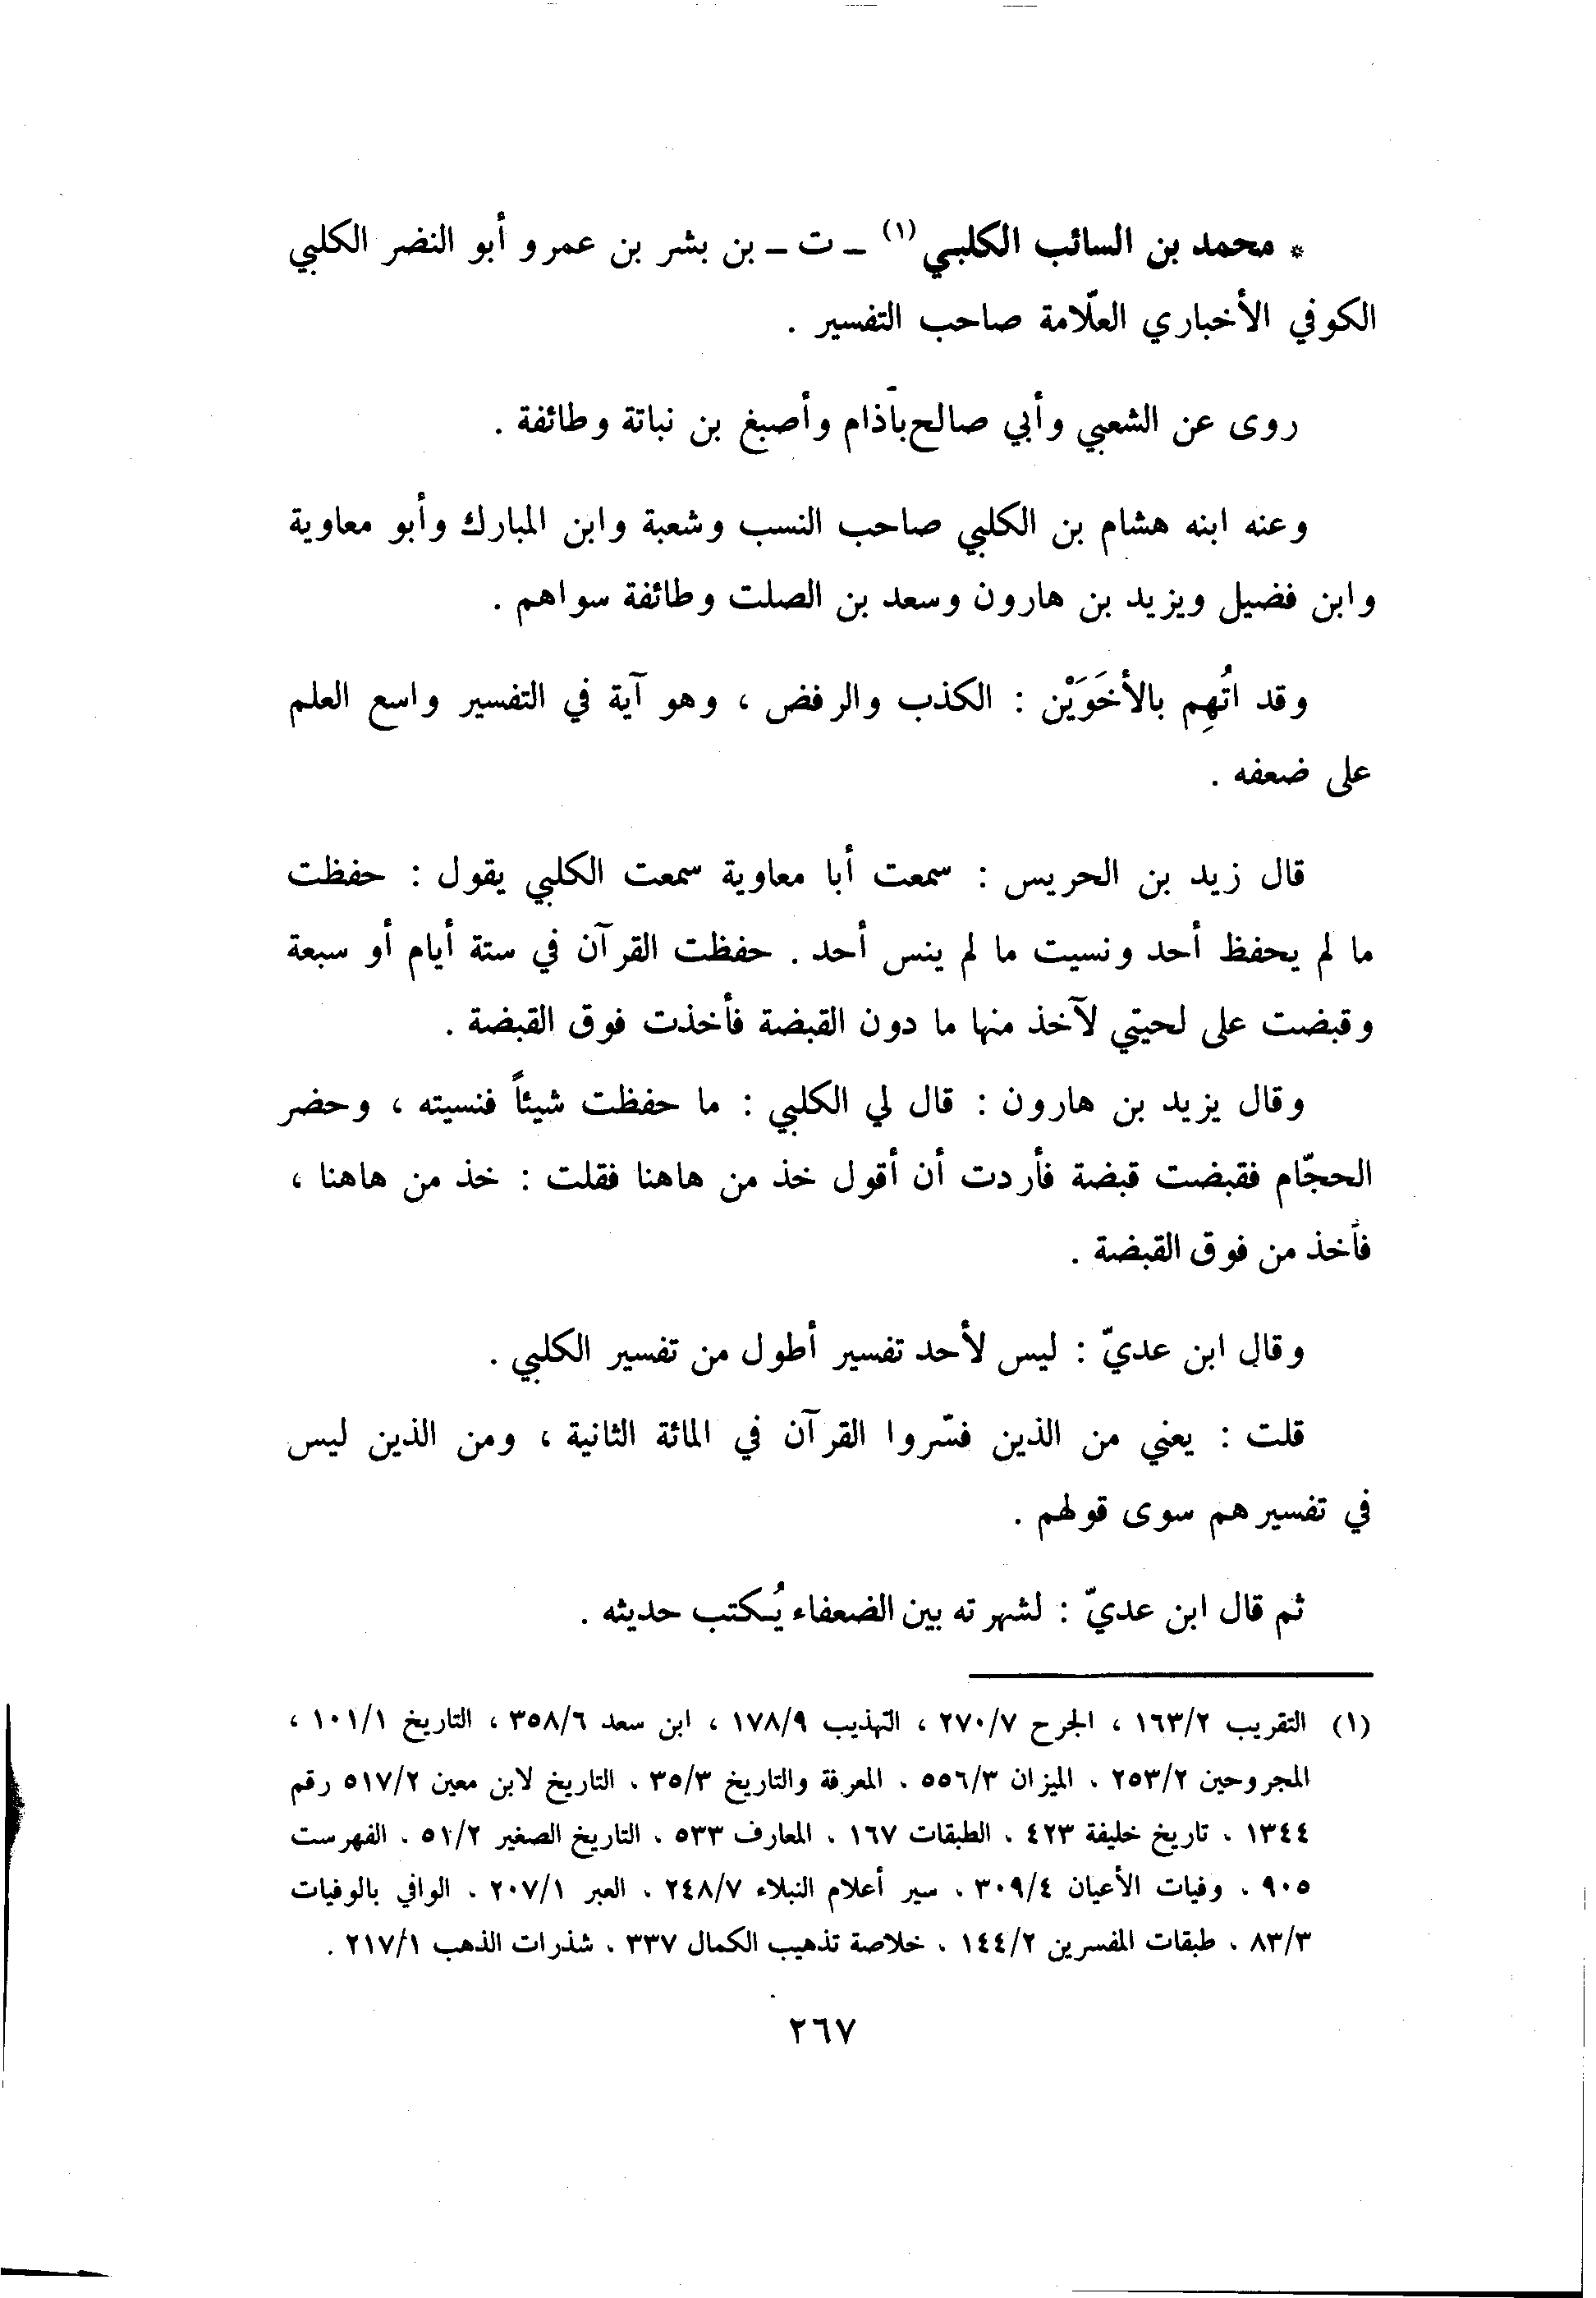 * محمد بن السائب الكلبي (١) ـ ت ـ بن بشر بن عمرو أبو النضر الكلبي
الكوفي الأخباري العلّامة صاحب التفسير .
روى عن الشعبي وأبي صالح باذام وأصبغ بن نباتة وطائفة .
وعنه ابنه هشام بن الكلبي صاحب النسب وشعبة وابن المبارك وأبو معاوية
وابن فضيل ويزيد بن هارون وسعد بن الصلت وطائفة سواهم .
وقد اتُهِم بالأخَوَيْن : الكذب والرفض ، وهو آية في التفسير واسع العلم
على ضعفه .
قال زيد بن الحريس : سمعت أبا معاوية سمعت الكلبي يقول : حفظت
ما لم يحفظ أحد ونسيت ما لم ينس أحد . حفظت القرآن في ستة أيام أو سبعة
وقبضت على لحيتي لآخذ منها ما دون القبضة فأخذت فوق القبضة .
وقال يزيد بن هارون : قال لي الكلبي : ما حفظت شيئاً فنسيته ، وحضر
الحجّام فقبضت قبضة فأردت أن أقول خذ من هاهنا فقلت : خذ من هاهنا ،
فأخذ من فوق القبضة .
وقال ابن عديّ : ليس لأحد تفسير أطول من تفسير الكلبي .
قلت : يعني من الذين فسّروا القرآن في المائة الثانية ، ومن الذين ليس
في تفسيرهم سوى قولهم .
ثم قال ابن عديّ : لشهرته بين الضعفاء يُكتب حديثه .
(١) التقريب ١٦٣/٢ ، الجرح ٢٧٠/٧ ، التهذيب ١٧٨/٩ ، ابن سعد ٣٥٨/٦ ، التاريخ ١٠١/١ ،
المجروحين ٢٥٣/٢ . الميزان ٥٥٦/٣ . المعرفة والتاريخ ٣٥/٣ . التاريخ لابن معين ٥١٧/٢ رقم
١٣٤٤ . تاريخ خليفة ٤٢٣ . الطبقات ١٦٧ . المعارف ٥٣٣ . التاريخ الصغير ٥١/٢ . الفهرست
٩٠٥ . وفيات الأعيان ٣٠٩/٤ . سير أعلام النبلاء ٢٤٨/٧ . العبر ٢٠٧/١ . الوافي بالوفيات
٨٣/٣ . طبقات المفسرين ١٤٤/٢ . خلاصة تذهيب الكمال ٣٣٧ . شذرات الذهب ٢١٧/١ .
٢٦٧